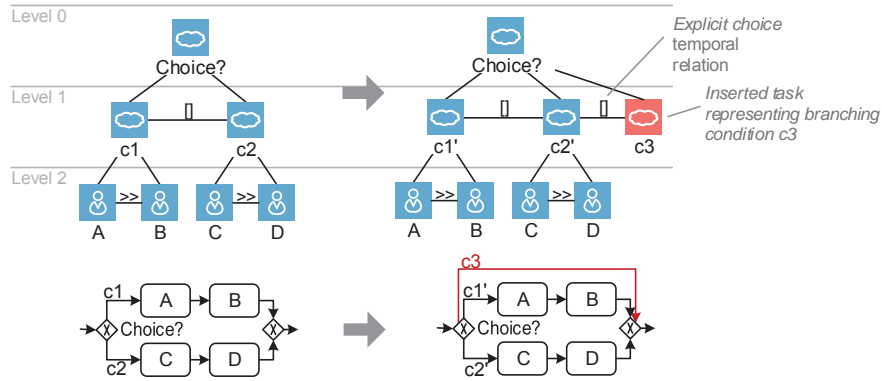 Level 0
Choice?
Choice?
Explicit choice
temporal
relation
Level 1
[]
[]
[]
Inserted task
representing branching
condition c3
c1
c2
c1'
c2'
c3
Level 2
>>
>>
>>
>>
A
B
C
D
A
B
C
D
c3
c1
A
B
c1'
A
B
X
Choice?
X
X
Choice?
X
c2
C
D
c2'
C
D